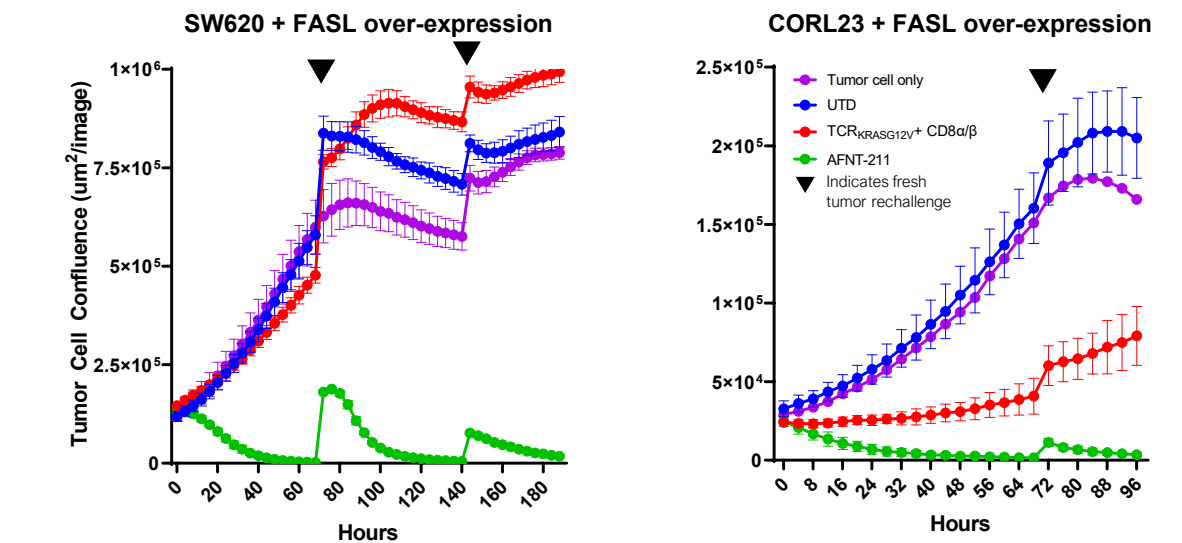 SW620 + FASL over-expression
Tumor Cell Confluence (um²/image)
1×10⁶
7.5×10⁵
5×10⁵
2.5×10⁵
0
0 20 40 60 80 100 120 140 160 180
Hours
CORL23 + FASL over-expression
2.5×10⁵
2×10⁵
1.5×10⁵
1×10⁵
5×10⁴
0
0 8 16 24 32 40 48 56 64 72 80 88 96
Hours
Tumor cell only
UTD
TCR_KRASG12V+ CD8α/β
AFNT-211
Indicates fresh
tumor rechallenge